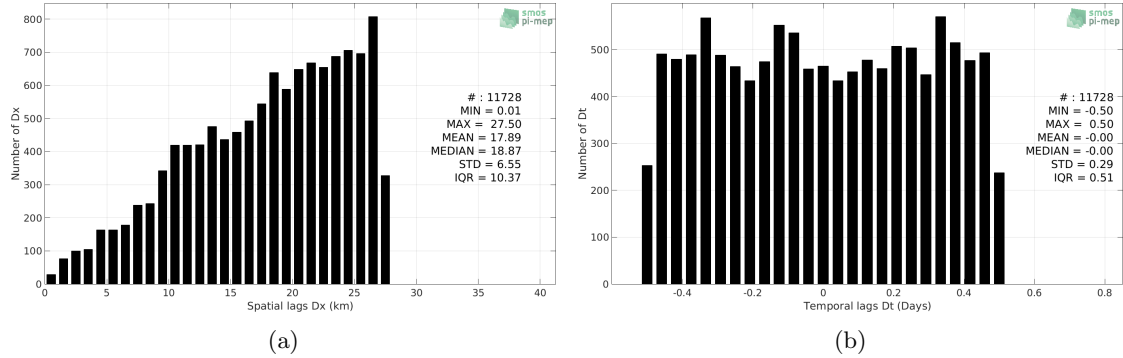 800
700
600
500
400
300
200
100
0
Number of Dx
0 5 10 15 20 25 30 35 40
Spatial lags Dx (km)
smos
pi-mep
# : 11728
MIN = 0.01
MAX = 27.50
MEAN = 17.89
MEDIAN = 18.87
STD = 6.55
IQR = 10.37
(a)
500
400
300
200
100
0
Number of Dt
-0.4 -0.2 0 0.2 0.4 0.6 0.8
Temporal lags Dt (Days)
smos
pi-mep
# : 11728
MIN = -0.50
MAX = 0.50
MEAN = -0.00
MEDIAN = -0.00
STD = 0.29
IQR = 0.51
(b)